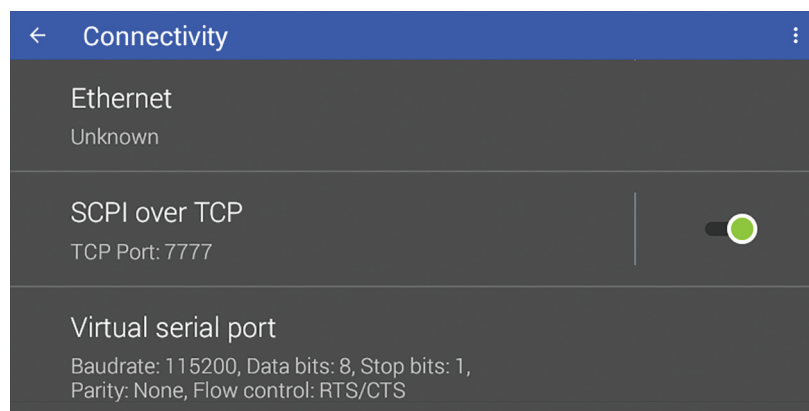 Connectivity
Ethernet
Unknown
SCPI over TCP
TCP Port: 7777
Virtual serial port
Baudrate: 115200, Data bits: 8, Stop bits: 1,
Parity: None, Flow control: RTS/CTS